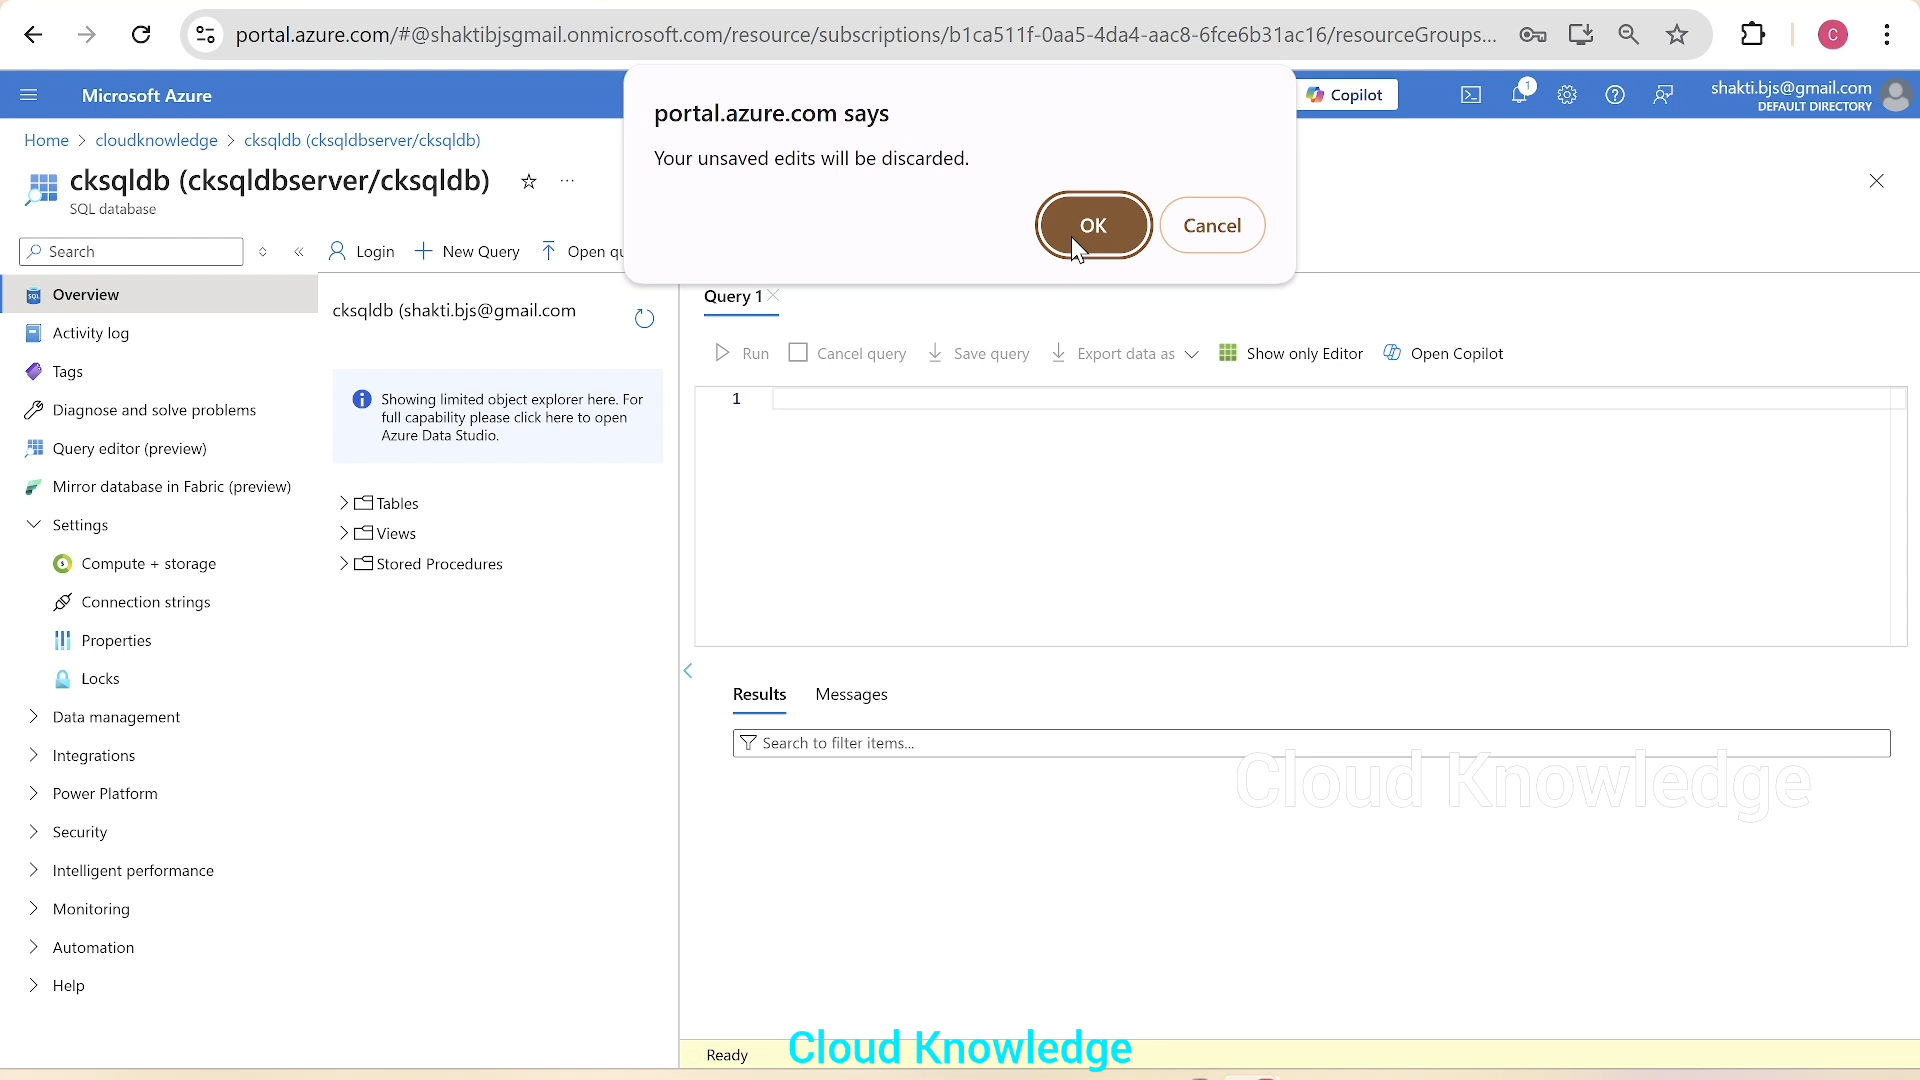 portal.azure.com/#@shaktibjsgmail.onmicrosoft.com/resource/subscriptions/b1ca511f-0aa5-4da4-aac8-6fce6b31ac16/resourceGroups...
C
Microsoft Azure
Copilot
1
shakti.bjs@gmail.com
DEFAULT DIRECTORY
portal.azure.com says
Your unsaved edits will be discarded.
OK
Cancel
Home > cloudknowledge > cksqldb (cksqldbserver/cksqldb)
cksqldb (cksqldbserver/cksqldb)
SQL database
Search
Login
New Query
Open qu
Overview
Activity log
Tags
Diagnose and solve problems
Query editor (preview)
Mirror database in Fabric (preview)
Settings
Compute + storage
Connection strings
Properties
Locks
Data management
Integrations
Power Platform
Security
Intelligent performance
Monitoring
Automation
Help
cksqldb (shakti.bjs@gmail.com
Showing limited object explorer here. For
full capability please click here to open
Azure Data Studio.
Tables
Views
Stored Procedures
Query 1
Run
Cancel query
Save query
Export data as
Show only Editor
Open Copilot
1
Results
Messages
Search to filter items...
Cloud Knowledge
Ready
Cloud Knowledge